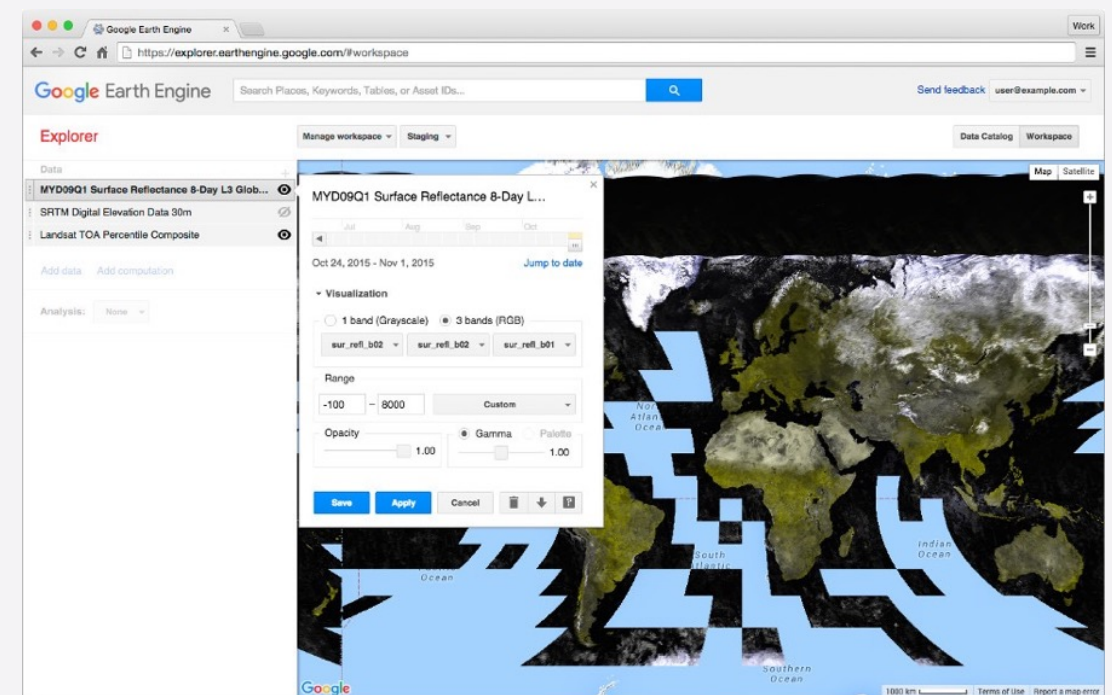 Google Earth Engine
Work
https://explorer.earthengine.google.com/#workspace
Google Earth Engine
Search Places, Keywords, Tables, or Asset IDs...
Send feedback
user@example.com
Explorer
Manage workspace
Staging
Data Catalog
Workspace
Data
MYD09Q1 Surface Reflectance 8-Day L3 Glob...
SRTM Digital Elevation Data 30m
Landsat TOA Percentile Composite
Add data Add computation
Analysis: None
MYD09Q1 Surface Reflectance 8-Day L...
Jul Aug Sep Oct
Oct 24, 2015 - Nov 1, 2015
Jump to date
Visualization
1 band (Grayscale) 3 bands (RGB)
sur_refl_b02 sur_refl_b02 sur_refl_b01
Range
-100 – 8000 Custom
Opacity
1.00
Gamma Palette
1.00
Save Apply Cancel
Map Satellite
South
Atlantic
Indian
Ocean
Ocean
Southern
Ocean
Google
1000 km
Terms of Use
Report a map error